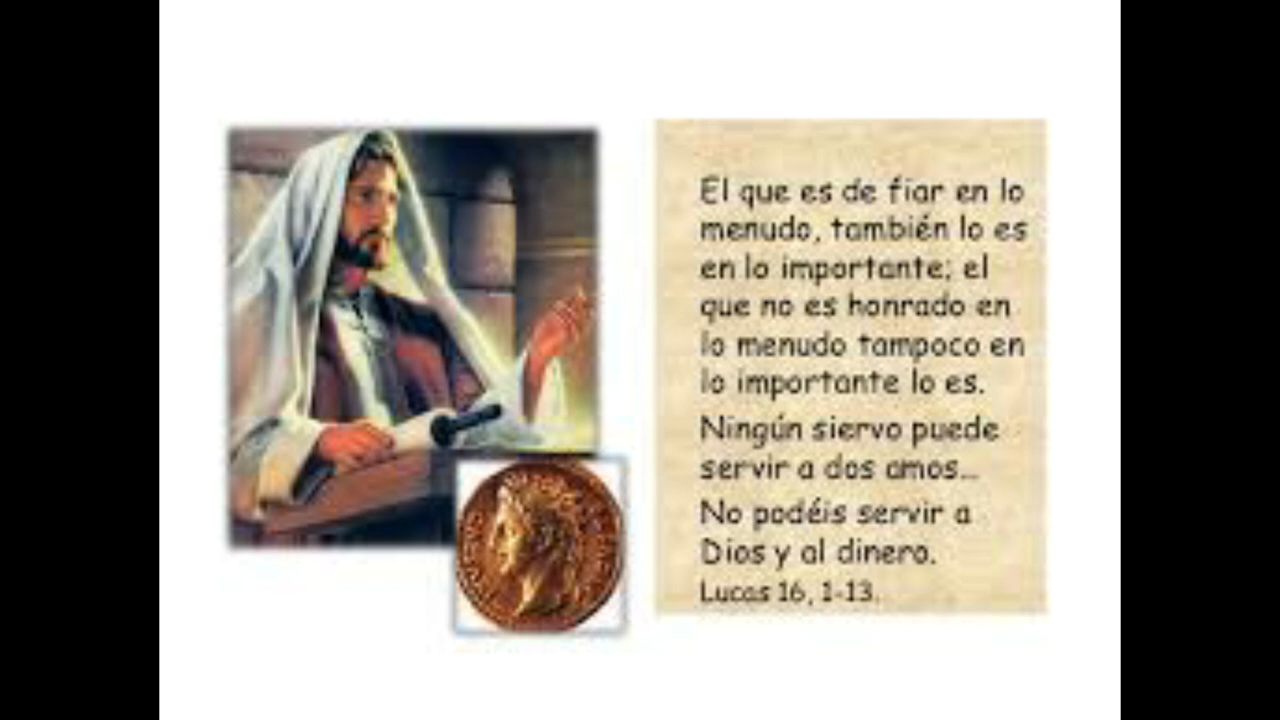 El que es de fiar en lo
menudo, también lo es
en lo importante; el
que no es honrado en
lo menudo tampoco en
lo importante lo es.
Ningún siervo puede
servir a dos amos...
No podéis servir a
Dios y al dinero.
Lucas 16, 1-13.